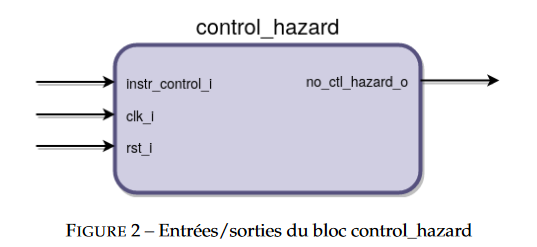 control_hazard
instr_control_i
no_ctl_hazard_o
clk_i
rst_i
FIGURE 2 – Entrées/sorties du bloc control_hazard